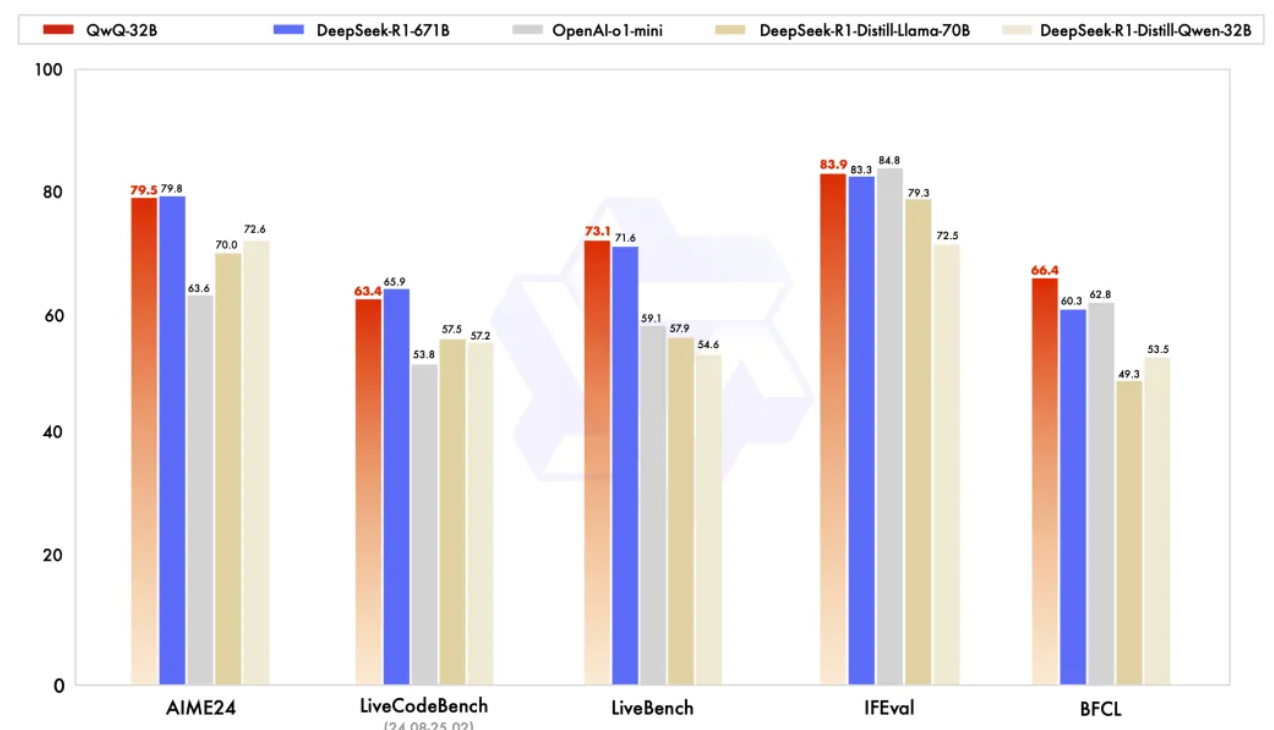 QwQ-32B DeepSeek-R1-671B OpenAI-o1-mini DeepSeek-R1-Distill-Llama-70B DeepSeek-R1-Distill-Qwen-32B
100
80
60
40
20
0
79.5 79.8 63.6 70.0 72.6
63.4 65.9 53.8 57.5 57.2
73.1 71.6 59.1 57.9 54.6
83.9 83.3 84.8 79.3 72.5
66.4 60.3 62.8 49.3 53.5
AIME24 LiveCodeBench LiveBench IFEval BFCL
(24.08-25.02)